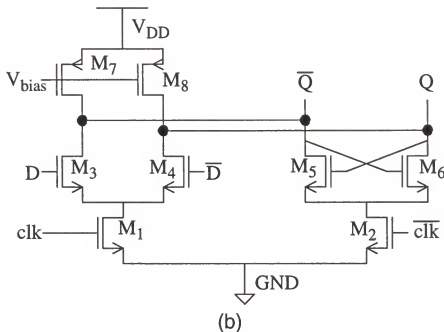 V_DD
M_7
V_bias
M_8
Q̅ Q
D M_3 M_4 D̅
M_5 M_6
clk M_1 M_2 c̅l̅k̅
GND
(b)